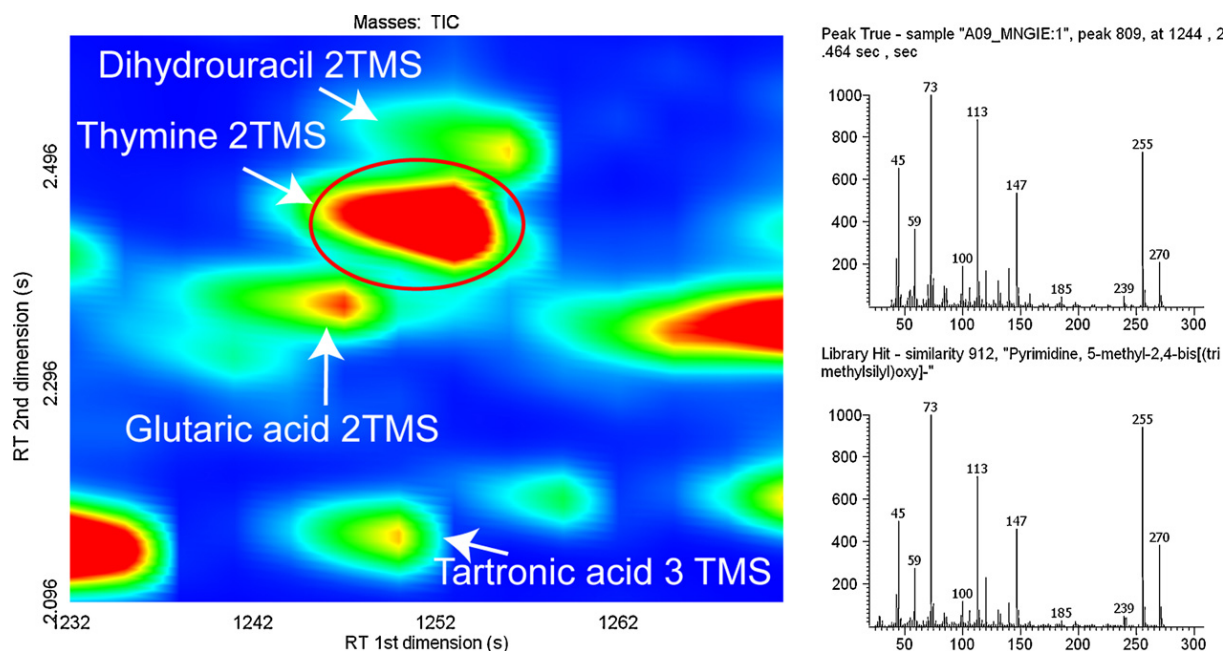 Masses: TIC
Dihydrouracil 2TMS
Thymine 2TMS
Glutaric acid 2TMS
Tartronic acid 3 TMS
RT 2nd dimension (s)
2.496
2.296
2.096
1232 1242 1252 1262
RT 1st dimension (s)
Peak True - sample "A09_MNGIE:1", peak 809, at 1244 , 2
.464 sec , sec
1000
800
600
400
200
45
59
73
100
113
147
185
239
255
270
50 100 150 200 250 300
Library Hit - similarity 912, "Pyrimidine, 5-methyl-2,4-bis[(tri
methylsilyl)oxy]-"
1000
800
600
400
200
45
59
73
100
113
147
185
239
255
270
50 100 150 200 250 300